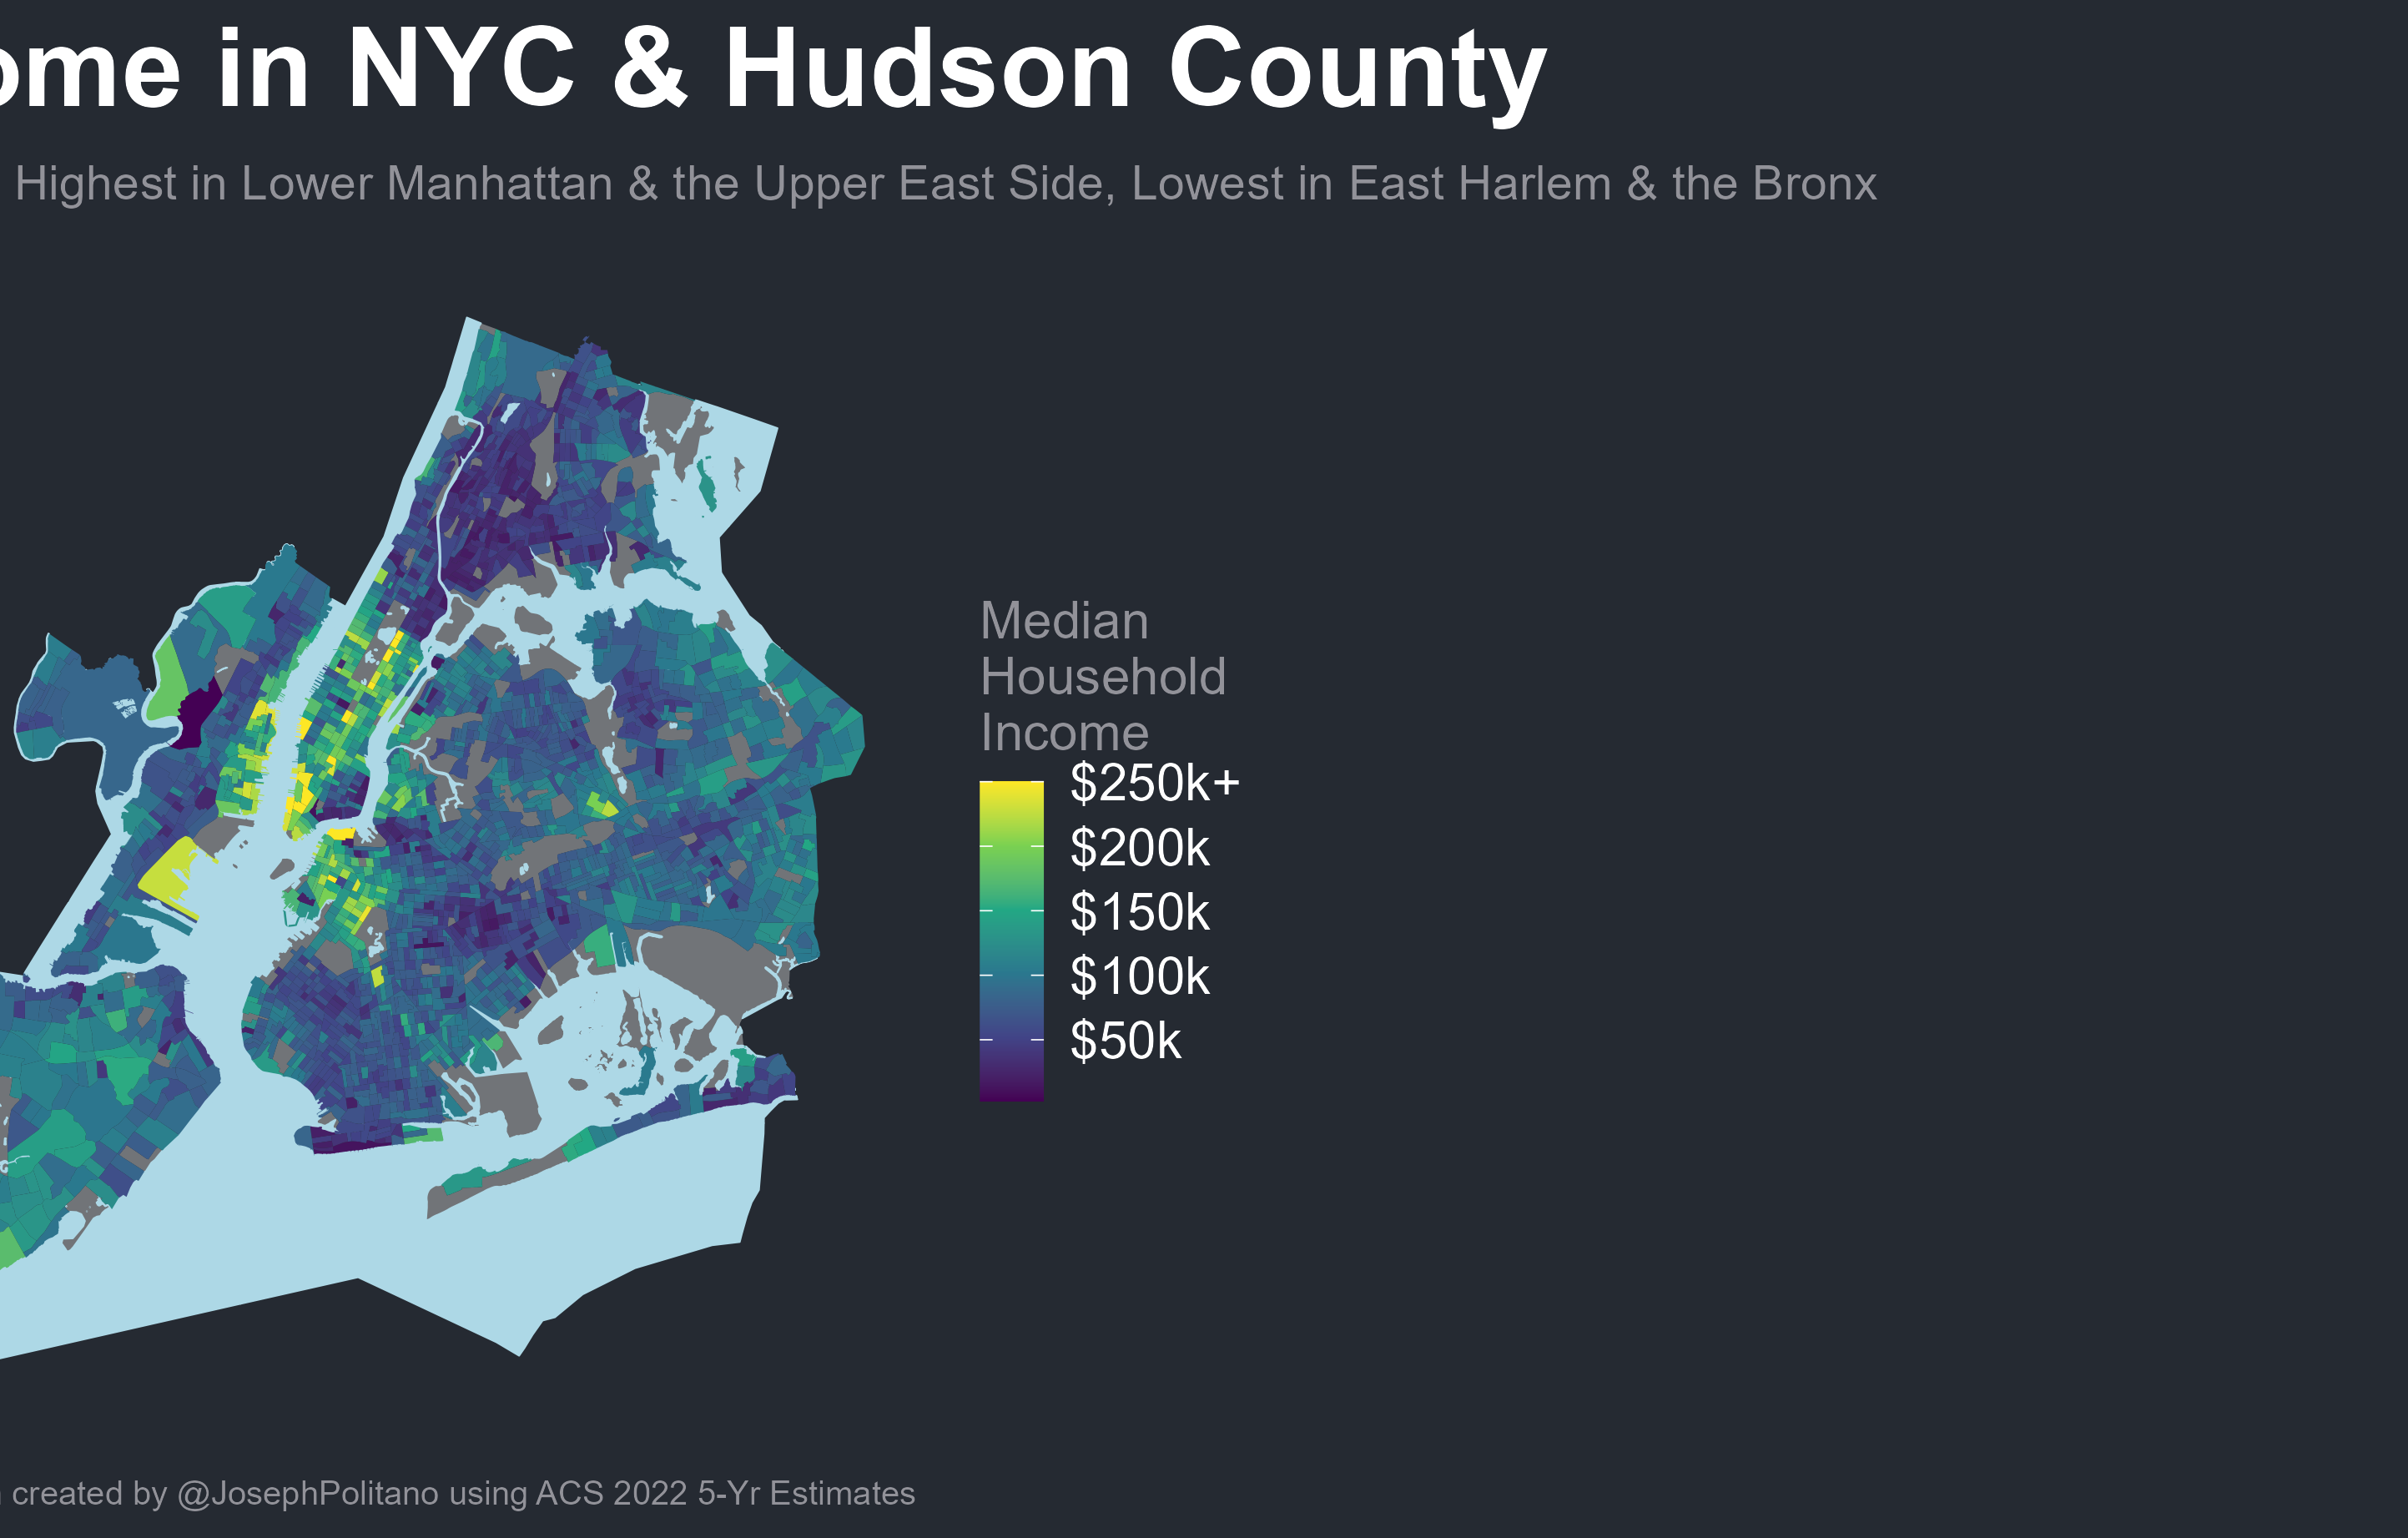 in NYC & Hudson County
Highest in Lower Manhattan & the Upper East Side, Lowest in East Harlem & the Bronx
Median
Household
Income
$250k+
$200k
$150k
$100k
$50k
created by @JosephPolitano using ACS 2022 5-Yr Estimates